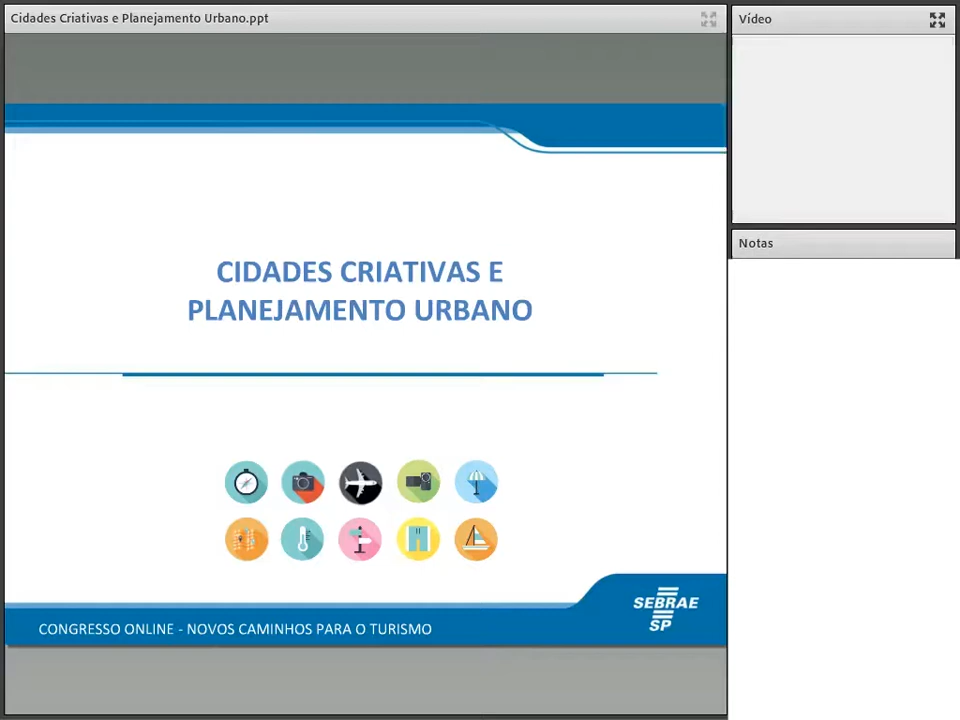 Cidades Criativas e Planejamento Urbano.ppt
Vídeo
Notas
CIDADES CRIATIVAS E
PLANEJAMENTO URBANO
CONGRESSO ONLINE - NOVOS CAMINHOS PARA O TURISMO
SEBRAE
SP